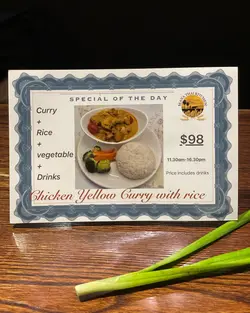 SPECIAL OF THE DAY
Curry
+
Rice
+
vegetable
+
Drinks
$98
11.30am-16.30pm
Price includes drinks
Chicken Yellow Curry with rice